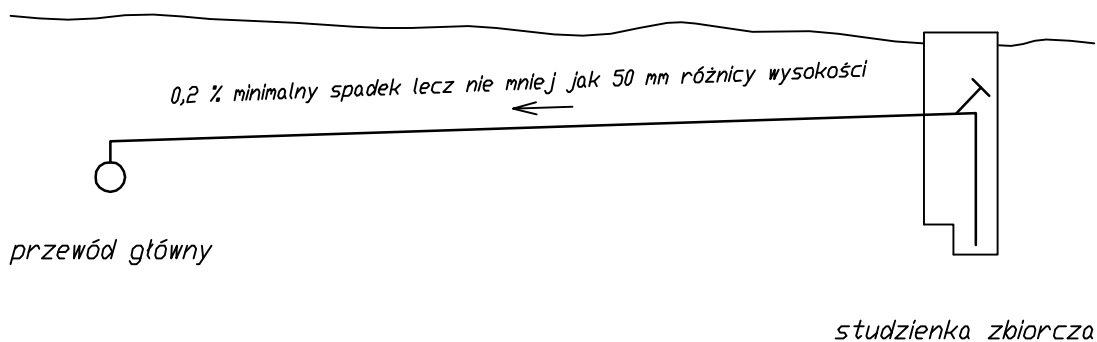 0,2 % minimalny spadek lecz nie mniej jak 50 mm różnicy wysokości
przewód główny
studzienka zbiorcza